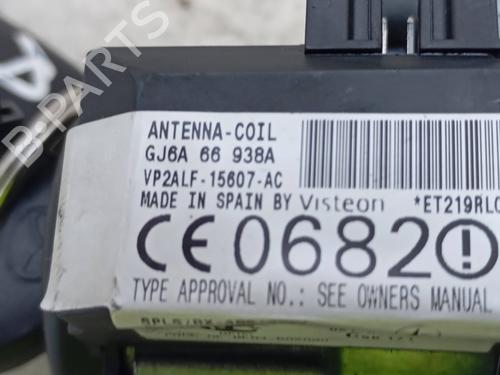 B-PARTS
ANTENNA-COIL
GJ6A 66 938A
VP2ALF-15607-AC
MADE IN SPAIN BY Visteon
*ET219RLC
CE0682
TYPE APPROVAL NO.: SEE OWNERS MANUAL